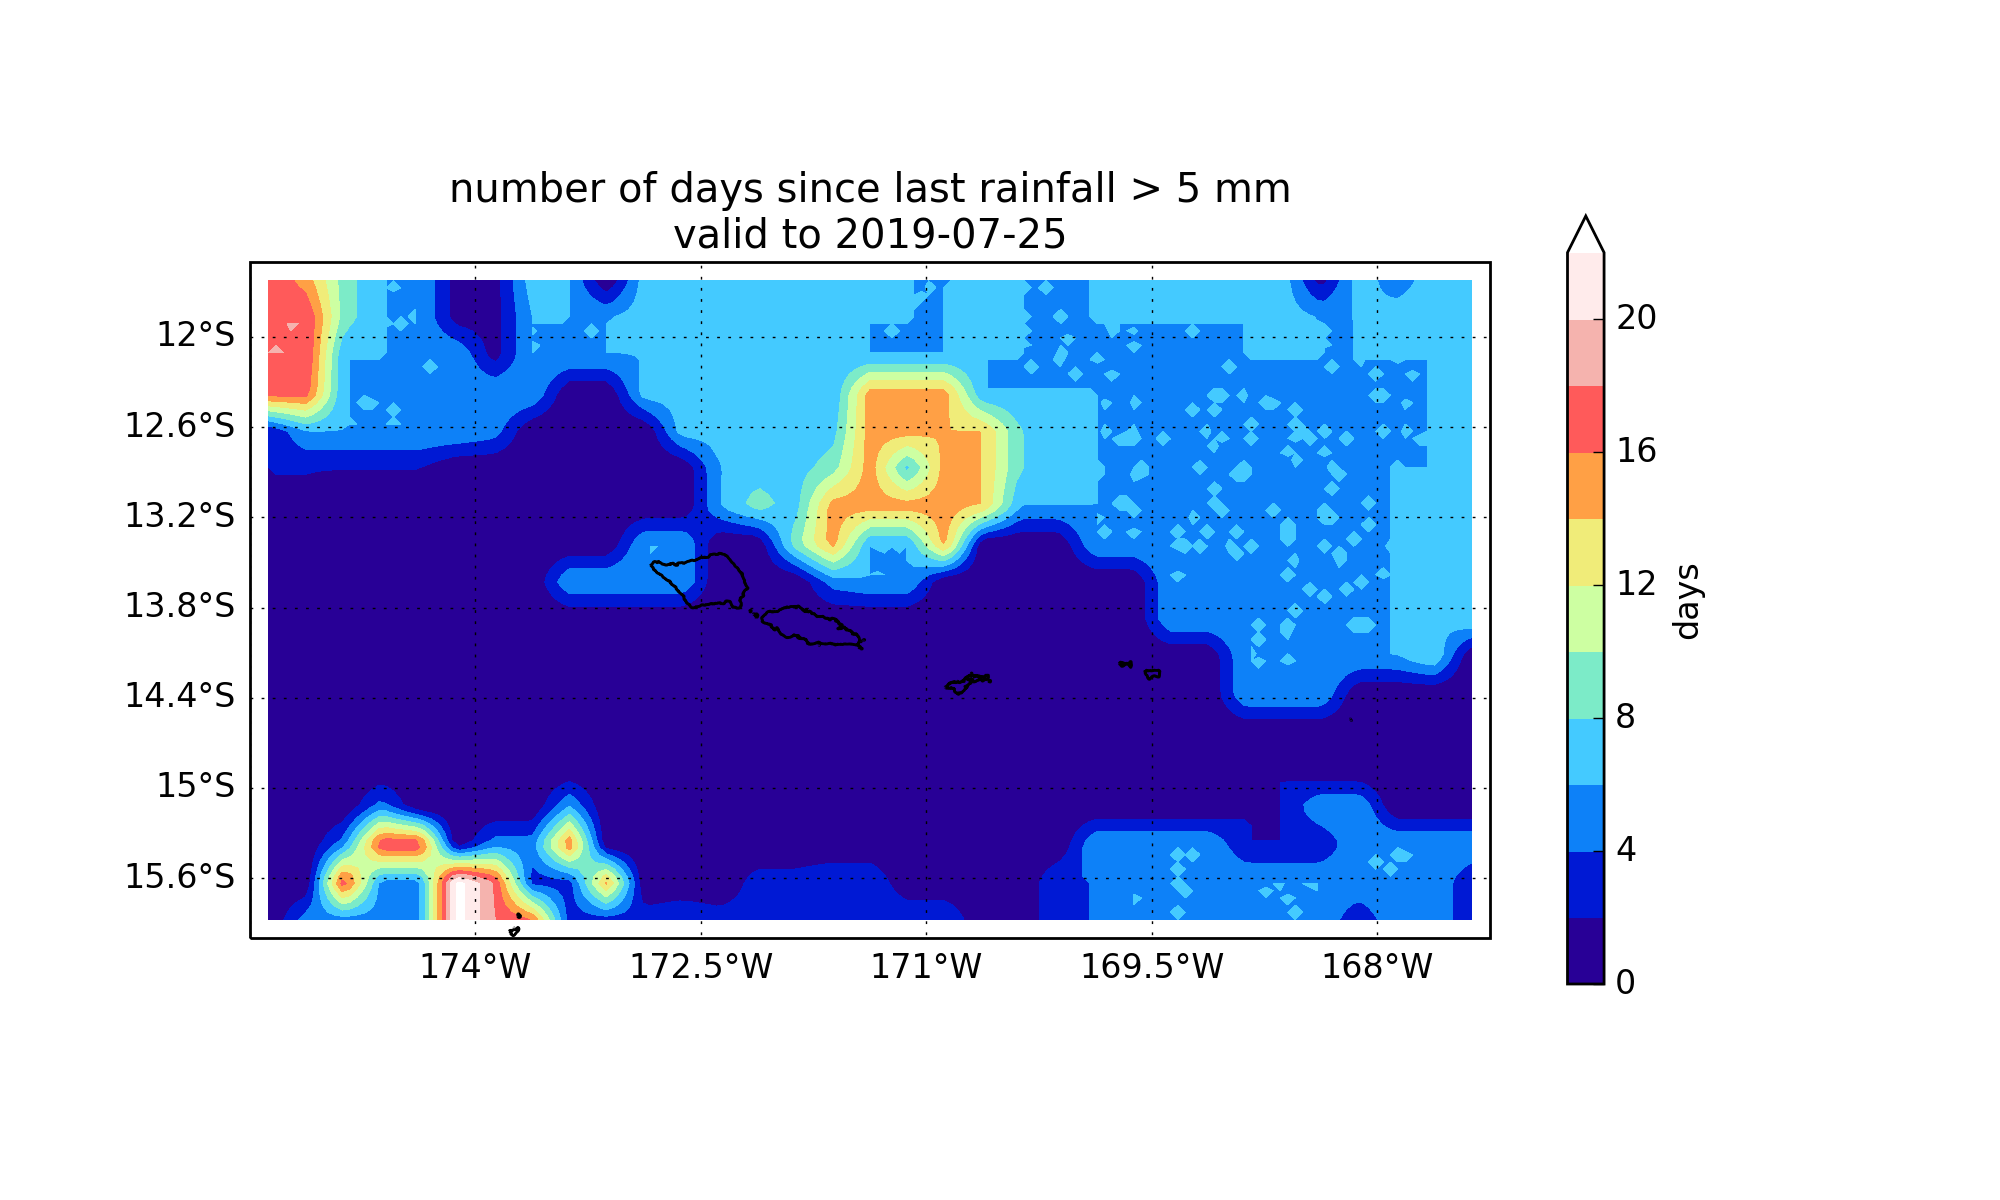 number of days since last rainfall > 5 mm
valid to 2019-07-25
12°S
12.6°S
13.2°S
13.8°S
14.4°S
15°S
15.6°S
174°W 172.5°W 171°W 169.5°W 168°W
20
16
12
8
4
0
days